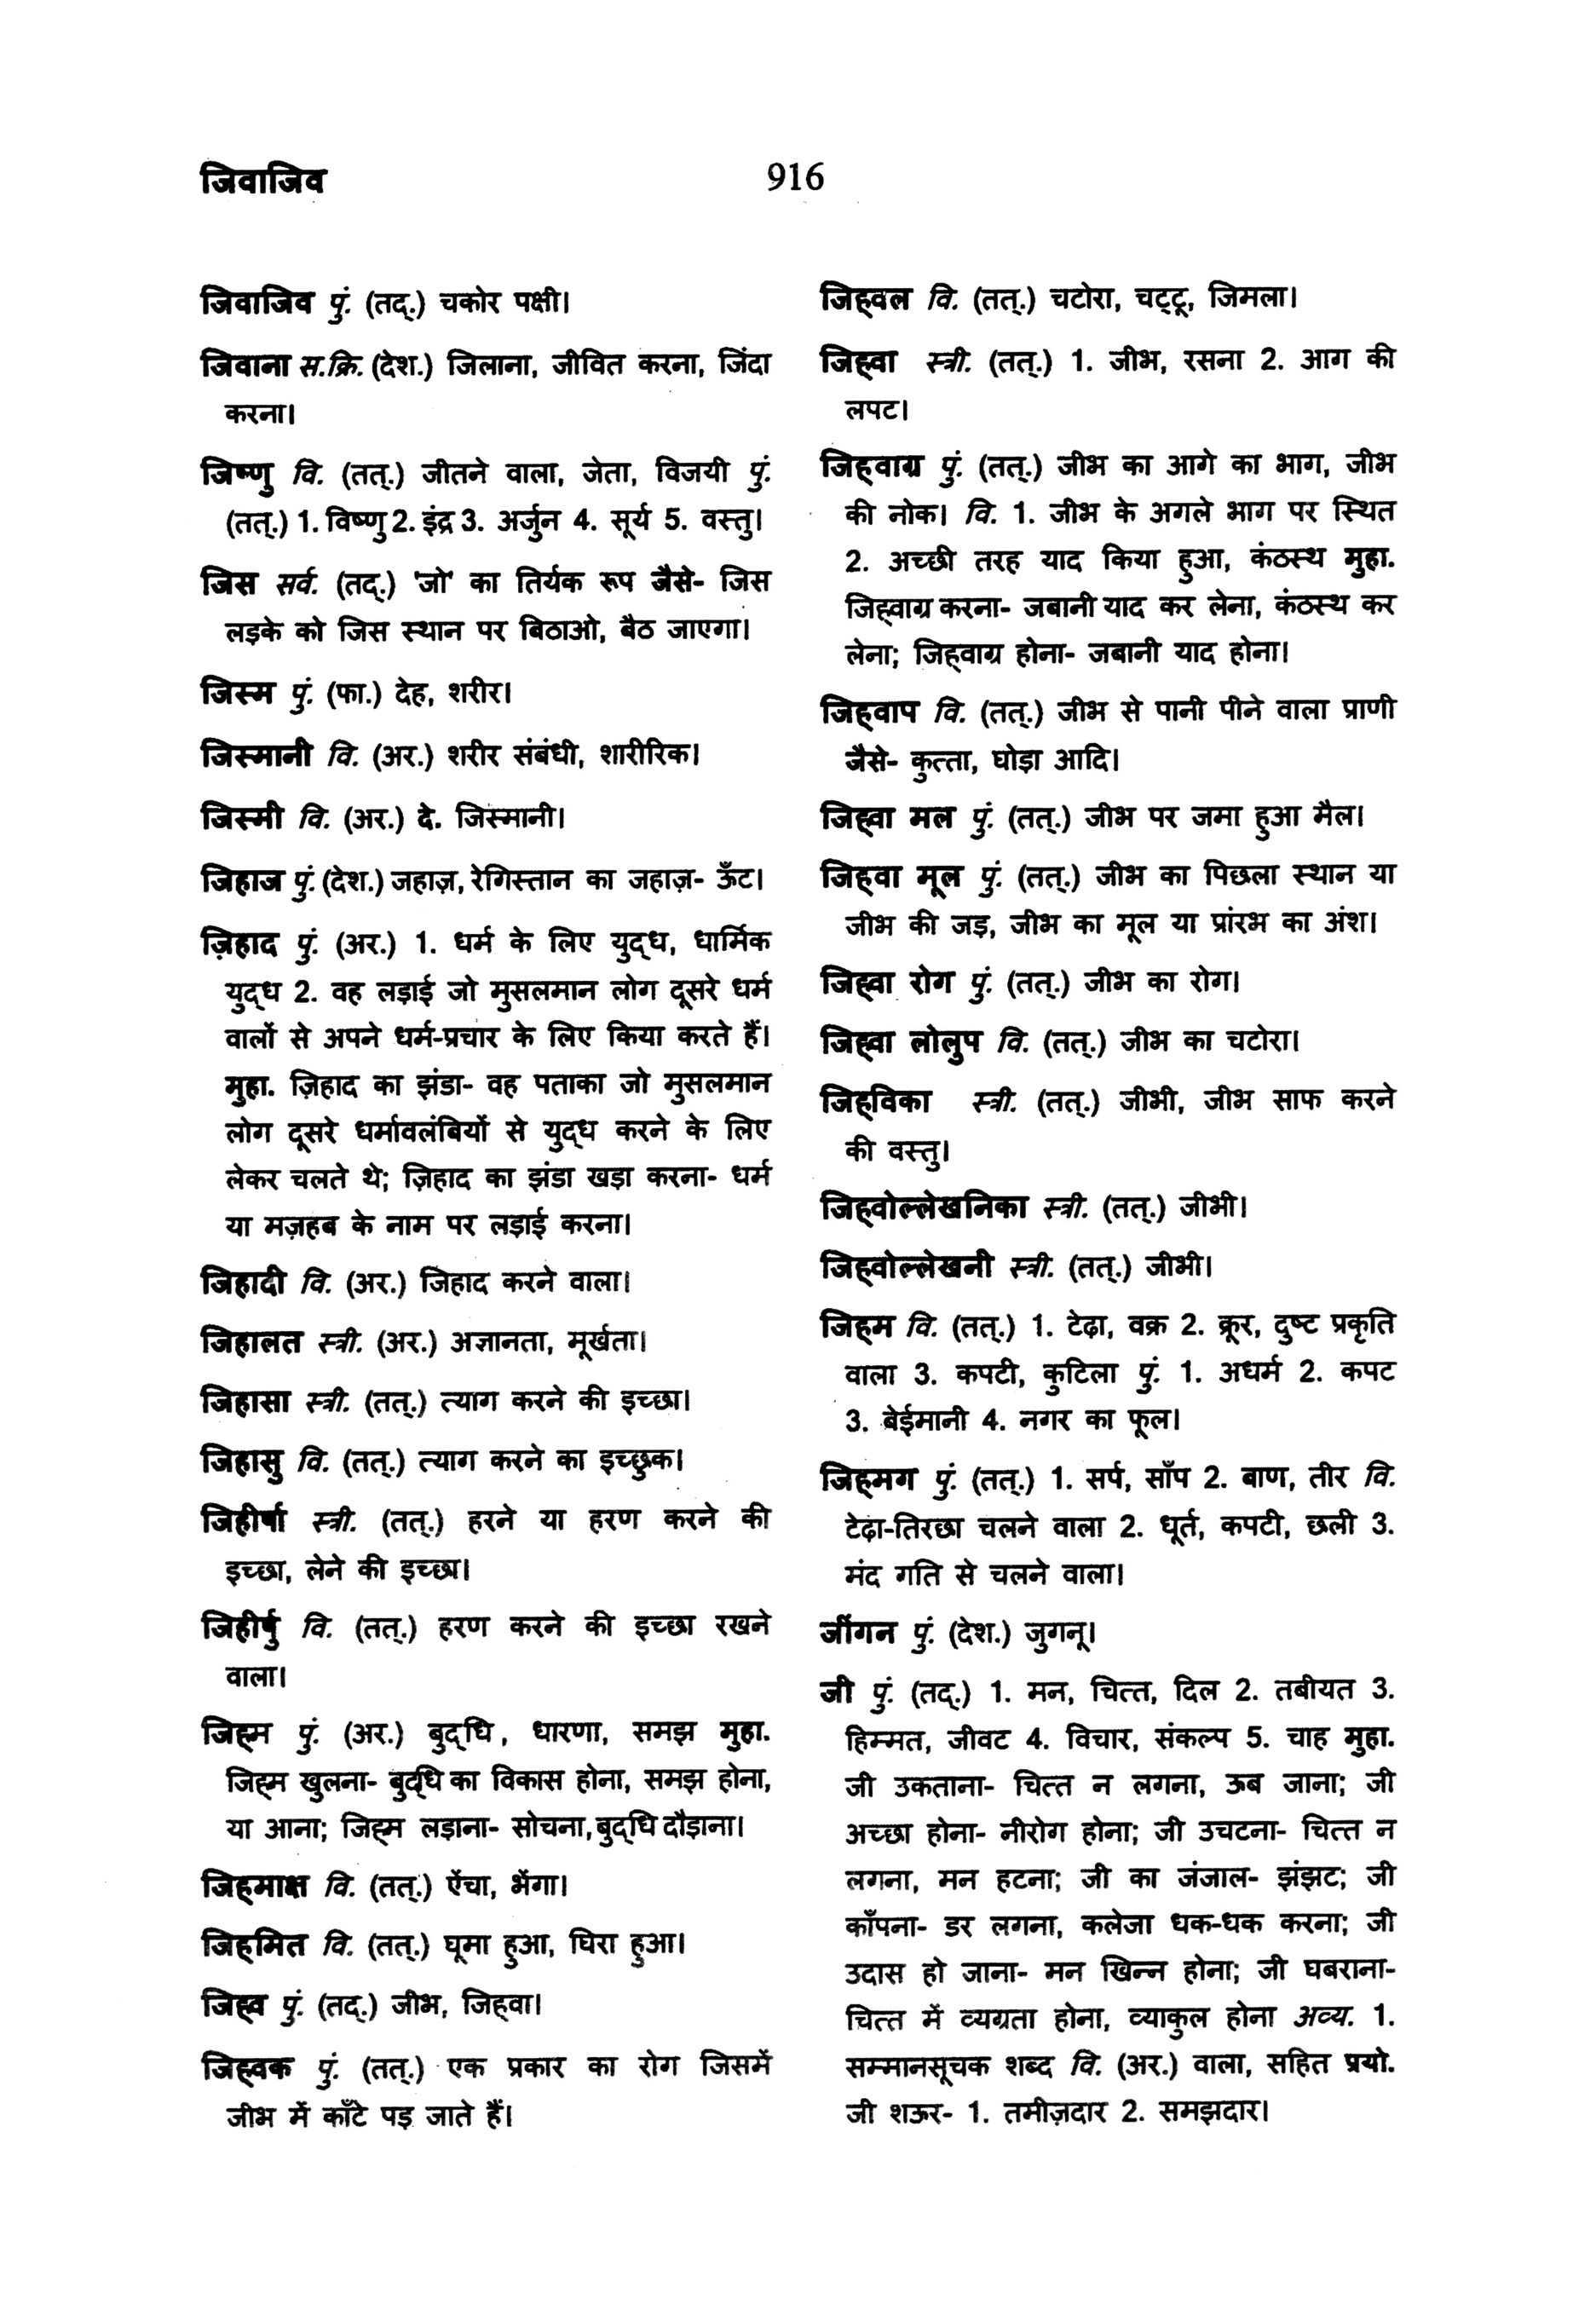 जिवाजिव
916
जिवाजिव पुं. (तद्.) चकोर पक्षी।
जिवाना स.क्रि. (देश.) जिलाना, जीवित करना, जिंदा
करना।
जिष्णु वि. (तत्.) जीतने वाला, जेता, विजयी पुं.
(तत्.) 1. विष्णु 2. इंद्र 3. अर्जुन 4. सूर्य 5. वस्तु।
जिस सर्व. (तद्.) 'जो' का तिर्यक रूप जैसे- जिस
लड़के को जिस स्थान पर बिठाओ, बैठ जाएगा।
जिस्म पुं. (फा.) देह, शरीर।
जिस्मानी वि. (अर.) शरीर संबंधी, शारीरिक।
जिस्मी वि. (अर.) दे. जिस्मानी।
जिहाज पुं. (देश.) जहाज़, रेगिस्तान का जहाज़- ऊँट।
ज़िहाद पुं. (अर.) 1. धर्म के लिए युद्ध, धार्मिक
युद्ध 2. वह लड़ाई जो मुसलमान लोग दूसरे धर्म
वालों से अपने धर्म-प्रचार के लिए किया करते हैं।
मुहा. ज़िहाद का झंडा- वह पताका जो मुसलमान
लोग दूसरे धर्मावलंबियों से युद्ध करने के लिए
लेकर चलते थे; ज़िहाद का झंडा खड़ा करना- धर्म
या मज़हब के नाम पर लड़ाई करना।
जिहादी वि. (अर.) जिहाद करने वाला।
जिहालत स्त्री. (अर.) अज्ञानता, मूर्खता।
जिहासा स्त्री. (तत्.) त्याग करने की इच्छा।
जिहासु वि. (तत्.) त्याग करने का इच्छुक।
जिहीर्षा स्त्री. (तत्.) हरने या हरण करने की
इच्छा, लेने की इच्छा।
जिहीर्षु वि. (तत्.) हरण करने की इच्छा रखने
वाला।
जिह्म पुं. (अर.) बुद्धि, धारणा, समझ मुहा.
जिह्म खुलना- बुद्धि का विकास होना, समझ होना,
या आना; जिह्म लड़ाना- सोचना, बुद्धि दौड़ाना।
जिह्माक्ष वि. (तत्.) ऐंचा, भेंगा।
जिह्मित वि. (तत्.) घूमा हुआ, घिरा हुआ।
जिह्व पुं. (तद्.) जीभ, जिह्वा।
जिह्वक पुं. (तत्.) एक प्रकार का रोग जिसमें
जीभ में काँटे पड़ जाते हैं।
जिह्वल वि. (तत्.) चटोरा, चट्टू, जिमला।
जिह्वा स्त्री. (तत्.) 1. जीभ, रसना 2. आग की
लपट।
जिह्वाग्र पुं. (तत्.) जीभ का आगे का भाग, जीभ
की नोक। वि. 1. जीभ के अगले भाग पर स्थित
2. अच्छी तरह याद किया हुआ, कंठस्थ मुहा.
जिह्वाग्र करना- जबानी याद कर लेना, कंठस्थ कर
लेना; जिह्वाग्र होना- जबानी याद होना।
जिह्वाप वि. (तत्.) जीभ से पानी पीने वाला प्राणी
जैसे- कुत्ता, घोड़ा आदि।
जिह्वा मल पुं. (तत्.) जीभ पर जमा हुआ मैल।
जिह्वा मूल पुं. (तत्.) जीभ का पिछला स्थान या
जीभ की जड़, जीभ का मूल या प्रांरभ का अंश।
जिह्वा रोग पुं. (तत्.) जीभ का रोग।
जिह्वा लोलुप वि. (तत्.) जीभ का चटोरा।
जिह्विका स्त्री. (तत्.) जीभी, जीभ साफ करने
की वस्तु।
जिह्वोल्लेखनिका स्त्री. (तत्.) जीभी।
जिह्वोल्लेखनी स्त्री. (तत्.) जीभी।
जिह्म वि. (तत्.) 1. टेढ़ा, वक्र 2. क्रूर, दुष्ट प्रकृति
वाला 3. कपटी, कुटिला पुं. 1. अधर्म 2. कपट
3. बेईमानी 4. नगर का फूल।
जिह्मग पुं. (तत्.) 1. सर्प, साँप 2. बाण, तीर वि.
टेढ़ा-तिरछा चलने वाला 2. धूर्त, कपटी, छली 3.
मंद गति से चलने वाला।
जींगन पुं. (देश.) जुगनू।
जी पुं. (तद्.) 1. मन, चित्त, दिल 2. तबीयत 3.
हिम्मत, जीवट 4. विचार, संकल्प 5. चाह मुहा.
जी उकताना- चित्त न लगना, ऊब जाना; जी
अच्छा होना- नीरोग होना; जी उचटना- चित्त न
लगना, मन हटना; जी का जंजाल- झंझट; जी
काँपना- डर लगना, कलेजा धक-धक करना; जी
उदास हो जाना- मन खिन्न होना; जी घबराना-
चित्त में व्यग्रता होना, व्याकुल होना अव्य. 1.
सम्मानसूचक शब्द वि. (अर.) वाला, सहित प्रयो.
जी शऊर- 1. तमीज़दार 2. समझदार।